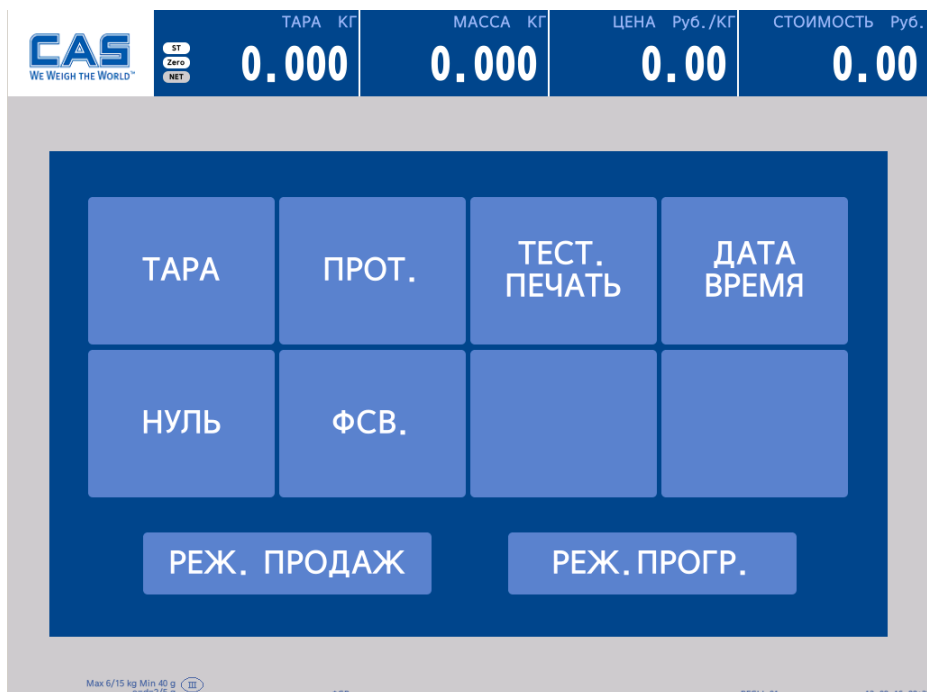 CAS
WE WEIGH THE WORLD™
ST
Zero
NET
ТАРА КГ
0.000
МАССА КГ
0.000
ЦЕНА Руб./КГ
0.00
СТОИМОСТЬ Руб.
0.00
ТАРА
ПРОТ.
ТЕСТ.
ПЕЧАТЬ
ДАТА
ВРЕМЯ
НУЛЬ
ФСВ.
РЕЖ. ПРОДАЖ
РЕЖ.ПРОГР.
Max 6/15 kg Min 40 g III